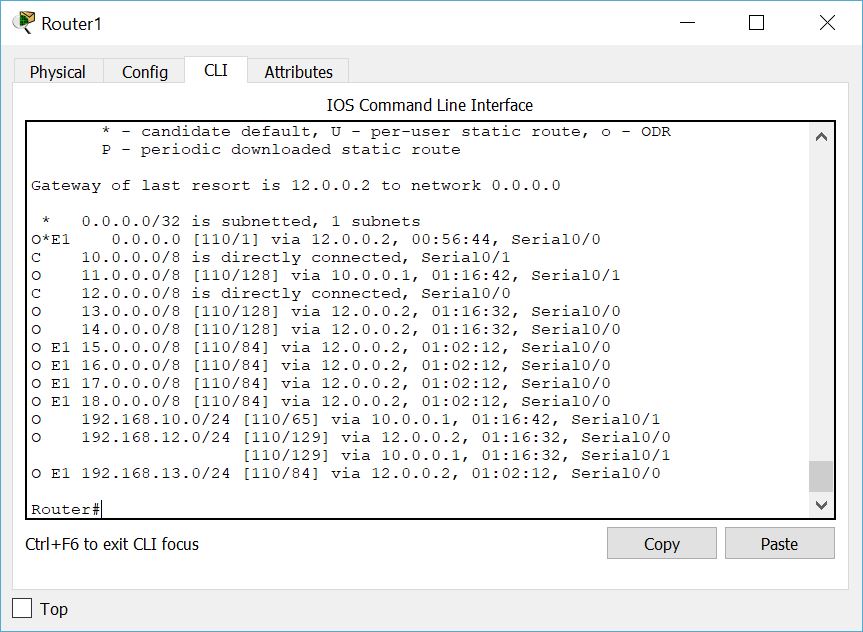 Router1
Physical Config CLI Attributes
IOS Command Line Interface
* - candidate default, U - per-user static route, o - ODR
P - periodic downloaded static route
Gateway of last resort is 12.0.0.2 to network 0.0.0.0
* 0.0.0.0/32 is subnetted, 1 subnets
O*E1 0.0.0.0 [110/1] via 12.0.0.2, 00:56:44, Serial0/0
C 10.0.0.0/8 is directly connected, Serial0/1
O 11.0.0.0/8 [110/128] via 10.0.0.1, 01:16:42, Serial0/1
C 12.0.0.0/8 is directly connected, Serial0/0
O 13.0.0.0/8 [110/128] via 12.0.0.2, 01:16:32, Serial0/0
O 14.0.0.0/8 [110/128] via 12.0.0.2, 01:16:32, Serial0/0
O E1 15.0.0.0/8 [110/84] via 12.0.0.2, 01:02:12, Serial0/0
O E1 16.0.0.0/8 [110/84] via 12.0.0.2, 01:02:12, Serial0/0
O E1 17.0.0.0/8 [110/84] via 12.0.0.2, 01:02:12, Serial0/0
O E1 18.0.0.0/8 [110/84] via 12.0.0.2, 01:02:12, Serial0/0
O 192.168.10.0/24 [110/65] via 10.0.0.1, 01:16:42, Serial0/1
O 192.168.12.0/24 [110/129] via 12.0.0.2, 01:16:32, Serial0/0
[110/129] via 10.0.0.1, 01:16:32, Serial0/1
O E1 192.168.13.0/24 [110/84] via 12.0.0.2, 01:02:12, Serial0/0
Router#
Ctrl+F6 to exit CLI focus
Copy Paste
Top